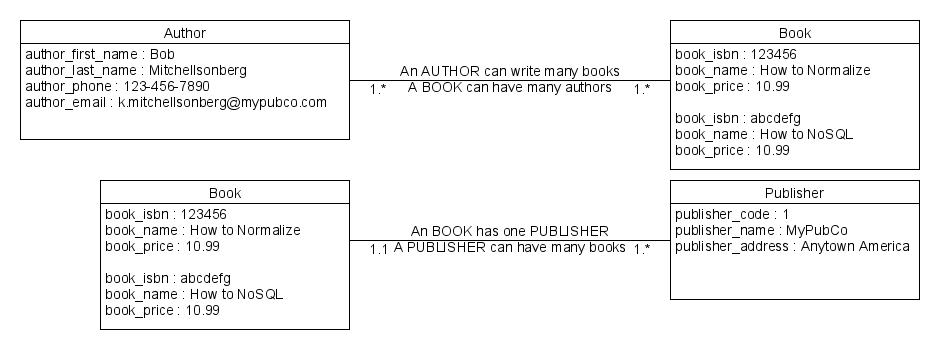 Author
author_first_name : Bob
author_last_name : Mitchellsonberg
author_phone : 123-456-7890
author_email : k.mitchellsonberg@mypubco.com
An AUTHOR can write many books
1.* A BOOK can have many authors 1.*
Book
book_isbn : 123456
book_name : How to Normalize
book_price : 10.99
book_isbn : abcdefg
book_name : How to NoSQL
book_price : 10.99
Book
book_isbn : 123456
book_name : How to Normalize
book_price : 10.99
book_isbn : abcdefg
book_name : How to NoSQL
book_price : 10.99
An BOOK has one PUBLISHER
1.1 A PUBLISHER can have many books 1.*
Publisher
publisher_code : 1
publisher_name : MyPubCo
publisher_address : Anytown America